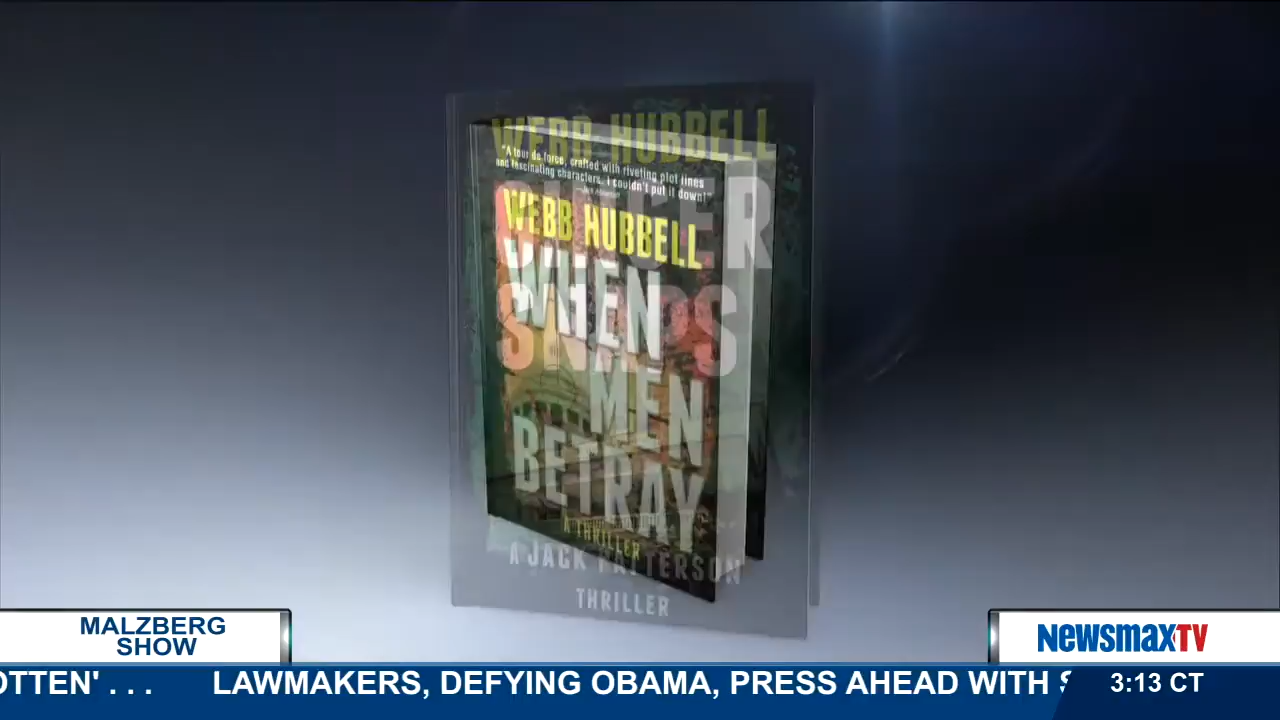 WEBB HUBBELL
"A tour de force, crafted with riveting plot lines
and fascinating characters. I couldn't put it down!"
WEBB HUBBELL
GINGER
SNAPS
WHEN
MEN
BETRAY
A THRILLER
A JACK PATTERSON
THRILLER
MALZBERG
SHOW
NEWSMAXTV
OTTEN' . . . LAWMAKERS, DEFYING OBAMA, PRESS AHEAD WITH S
3:13 CT